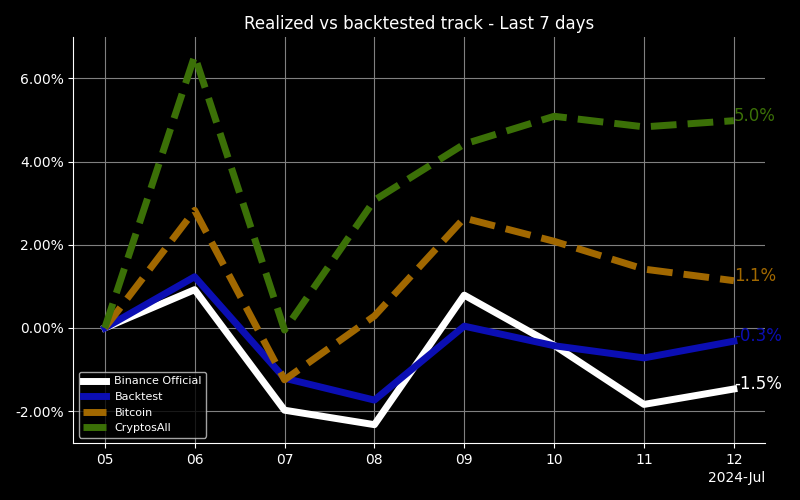 Realized vs backtested track - Last 7 days
6.00%
4.00%
2.00%
0.00%
-2.00%
5.0%
1.1%
-0.3%
-1.5%
Binance Official
Backtest
Bitcoin
CryptosAll
05 06 07 08 09 10 11 12
2024-Jul